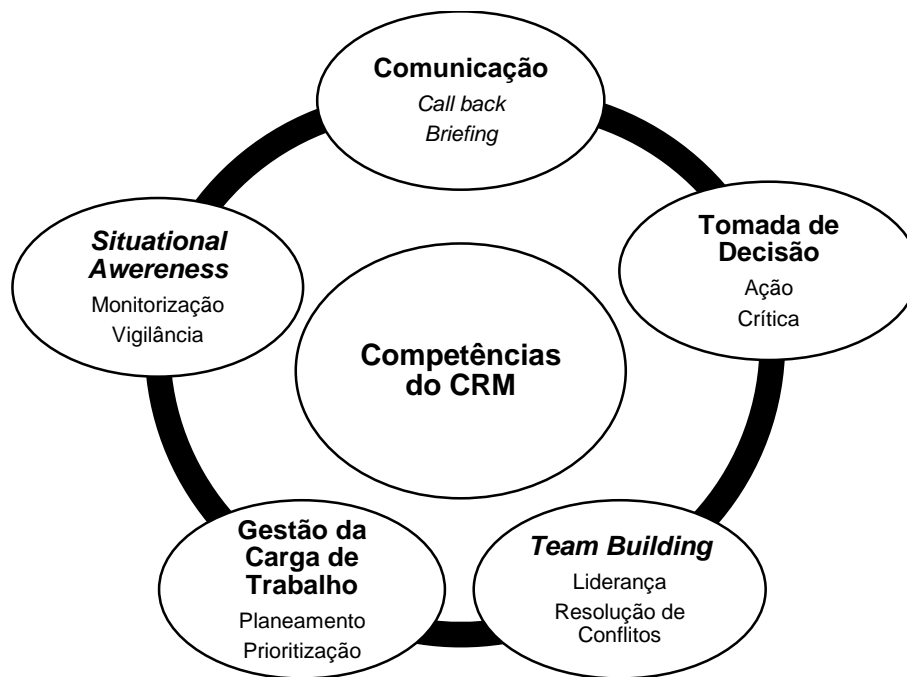 Comunicação
Call back
Briefing
Tomada de
Decisão
Ação
Crítica
Team Building
Liderança
Resolução de
Conflitos
Gestão da
Carga de
Trabalho
Planeamento
Prioritização
Situational
Awereness
Monitorização
Vigilância
Competências
do CRM